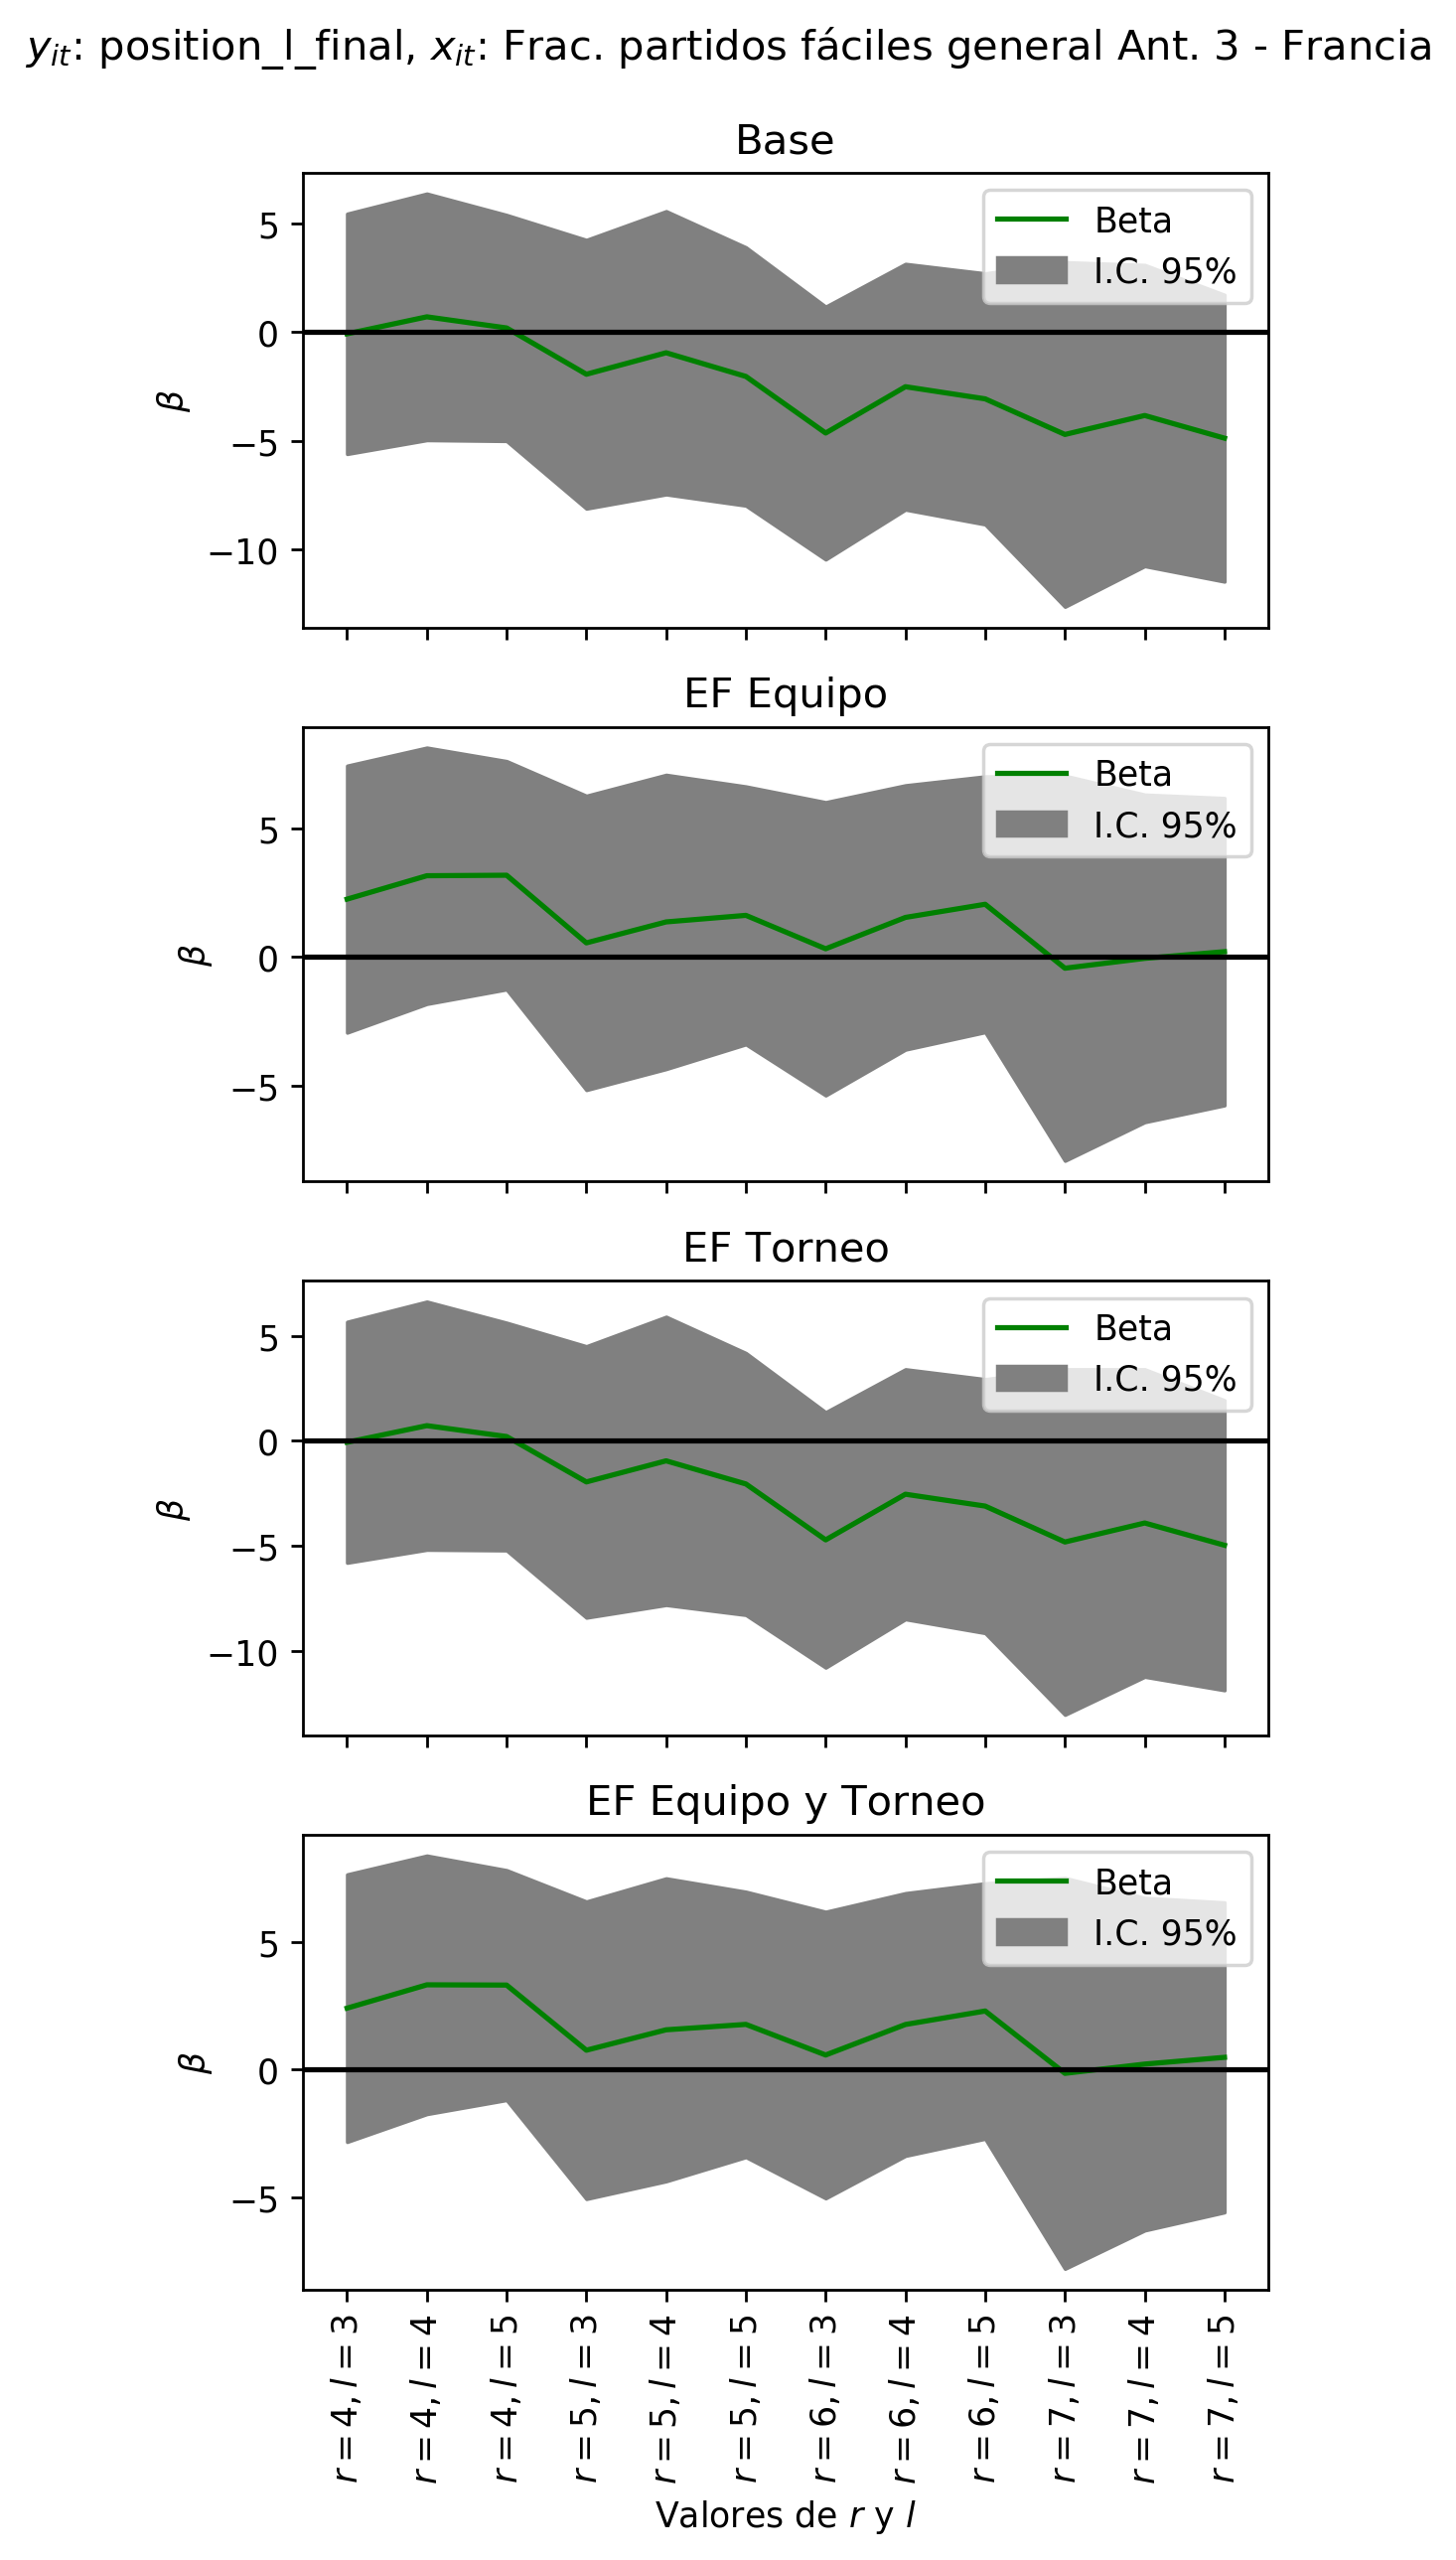 y_it: position_l_final, x_it: Frac. partidos fáciles general Ant. 3 - Francia
Base
5
0
−5
−10
β
Beta
I.C. 95%
EF Equipo
5
0
−5
β
Beta
I.C. 95%
EF Torneo
5
0
−5
−10
β
Beta
I.C. 95%
EF Equipo y Torneo
5
0
−5
β
Beta
I.C. 95%
r = 4, l = 3
r = 4, l = 4
r = 4, l = 5
r = 5, l = 3
r = 5, l = 4
r = 5, l = 5
r = 6, l = 3
r = 6, l = 4
r = 6, l = 5
r = 7, l = 3
r = 7, l = 4
r = 7, l = 5
Valores de r y l